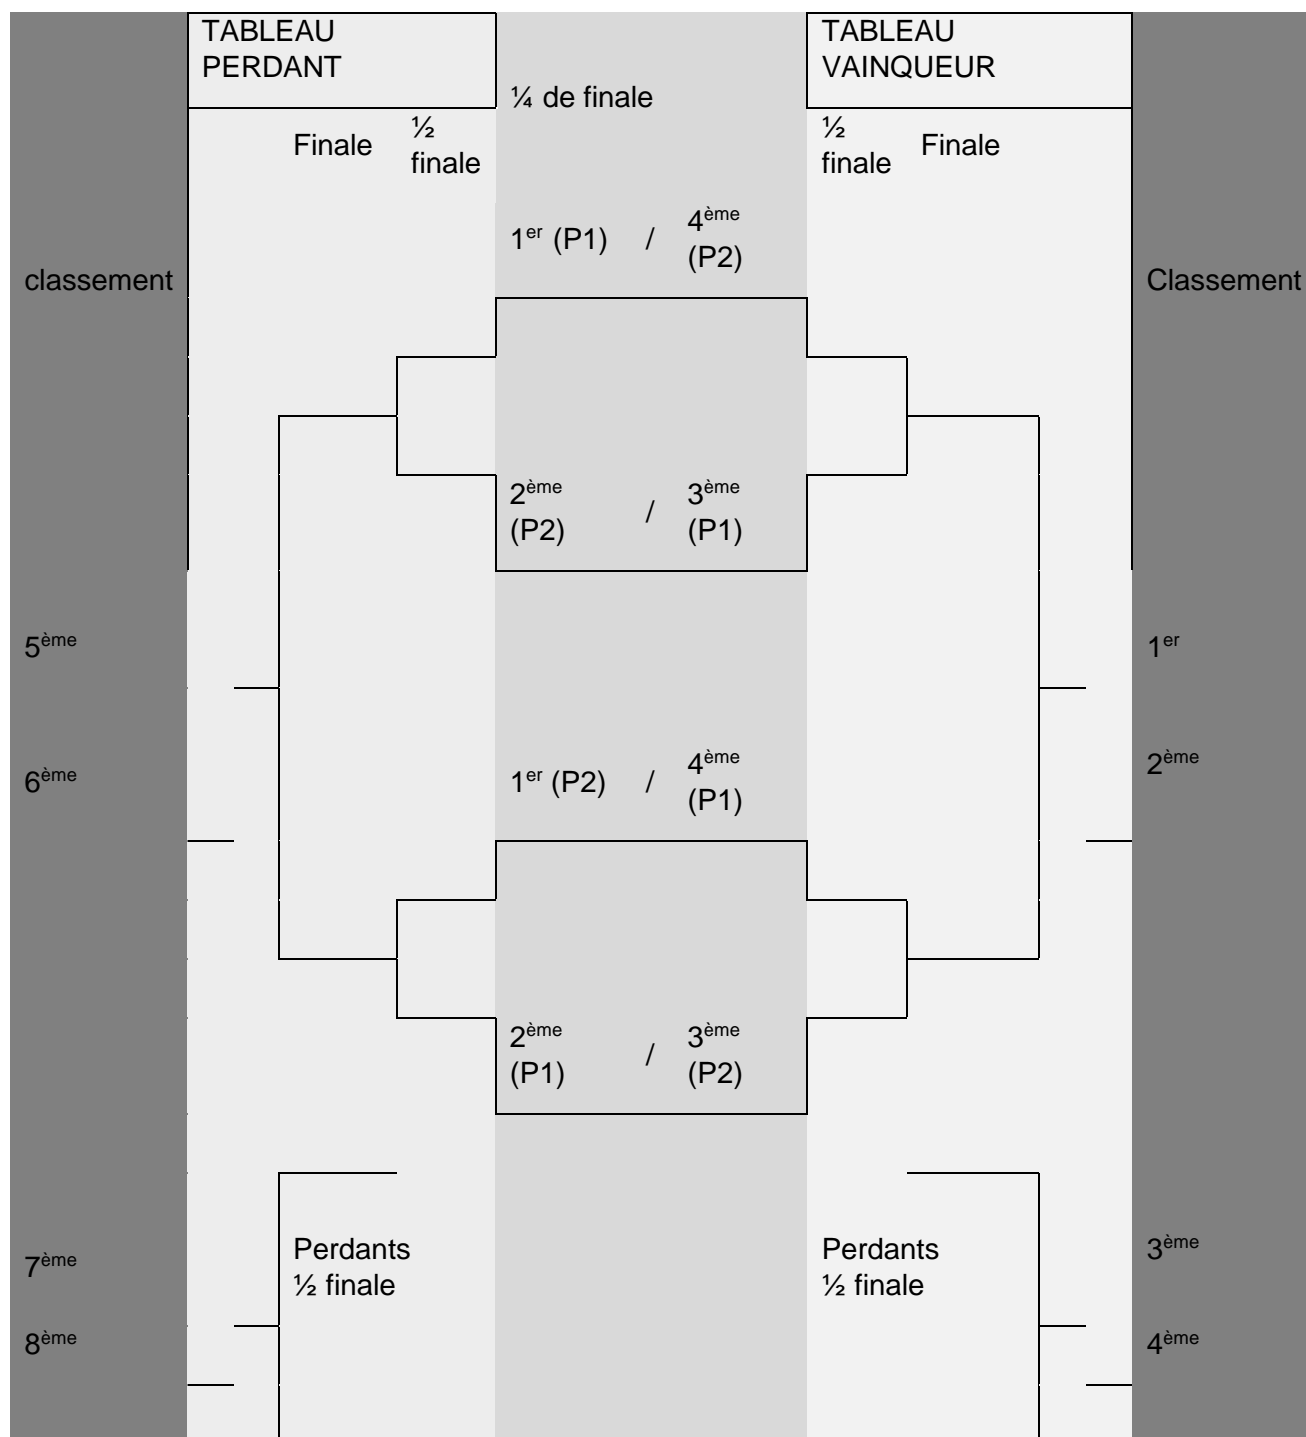 TABLEAU
PERDANT
¼ de finale
TABLEAU
VAINQUEUR
Finale
½
finale
½
finale
Finale
classement
1er (P1) / 4ème
(P2)
Classement
2ème
(P2) / 3ème
(P1)
5ème
1er
6ème
1er (P2) / 4ème
(P1)
2ème
2ème
(P1) / 3ème
(P2)
7ème
Perdants
½ finale
Perdants
½ finale
3ème
8ème
4ème